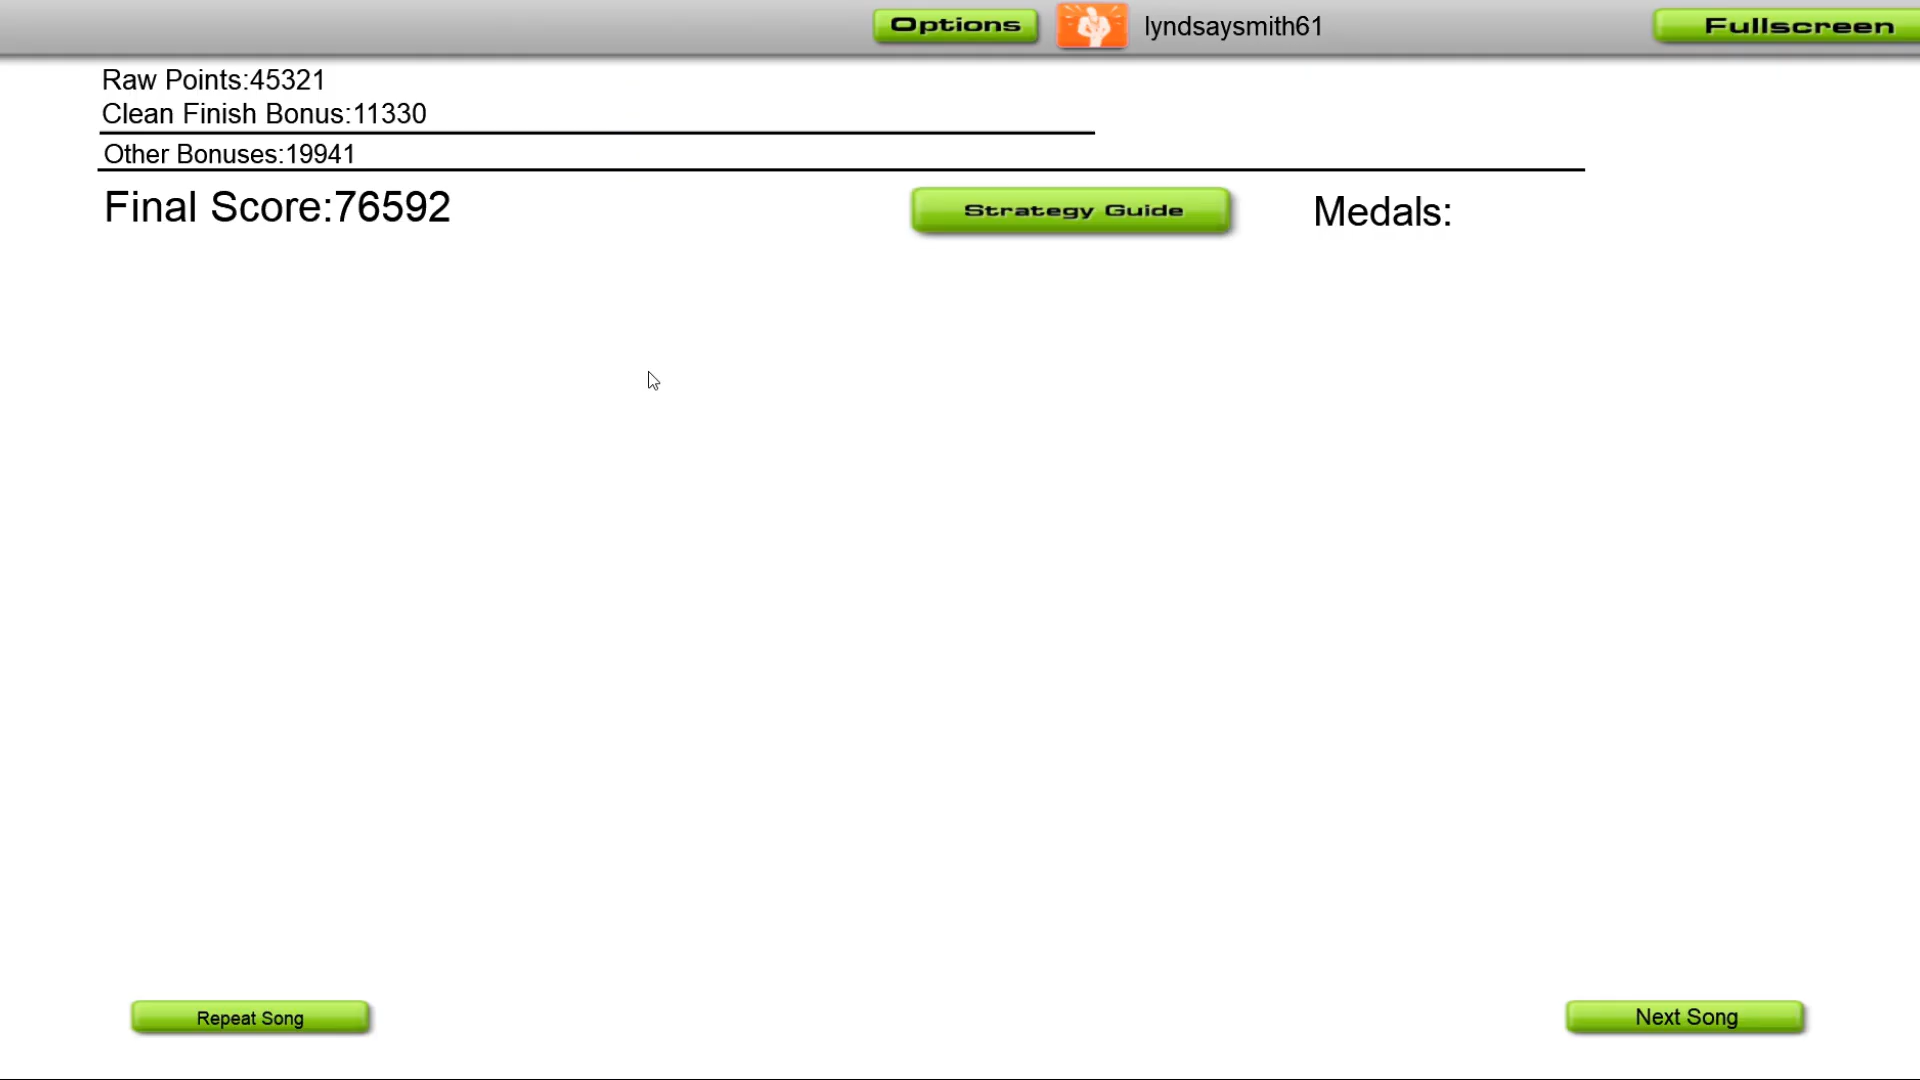 Options
lyndsaysmith61
Fullscreen
Raw Points:45321
Clean Finish Bonus:11330
Other Bonuses:19941
Final Score:76592
Strategy Guide
Medals:
Repeat Song
Next Song